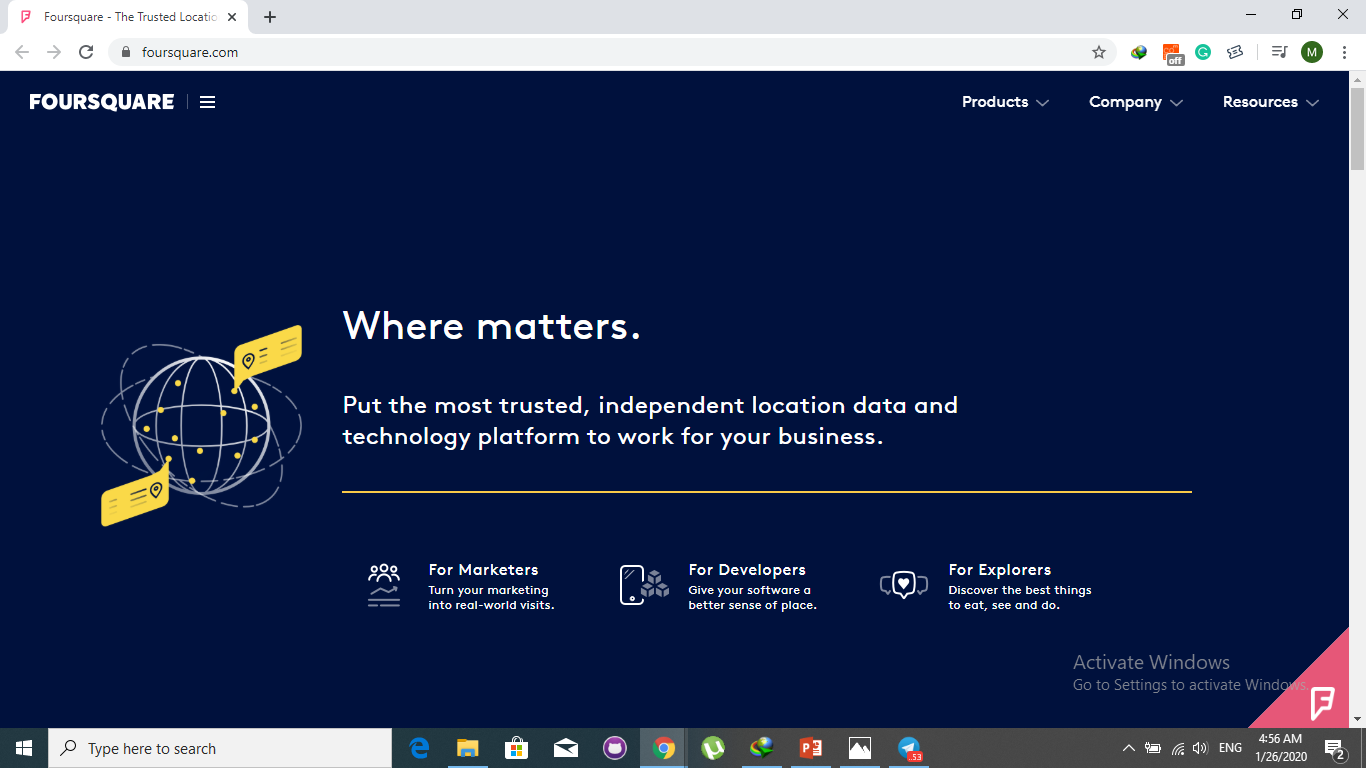 Foursquare - The Trusted Locatio
foursquare.com
off
M
FOURSQUARE
Products
Company
Resources
Where matters.
Put the most trusted, independent location data and
technology platform to work for your business.
For Marketers
Turn your marketing
into real-world visits.
For Developers
Give your software a
better sense of place.
For Explorers
Discover the best things
to eat, see and do.
Activate Windows
Go to Settings to activate Windows.
Type here to search
53
ENG
4:56 AM
1/26/2020
2